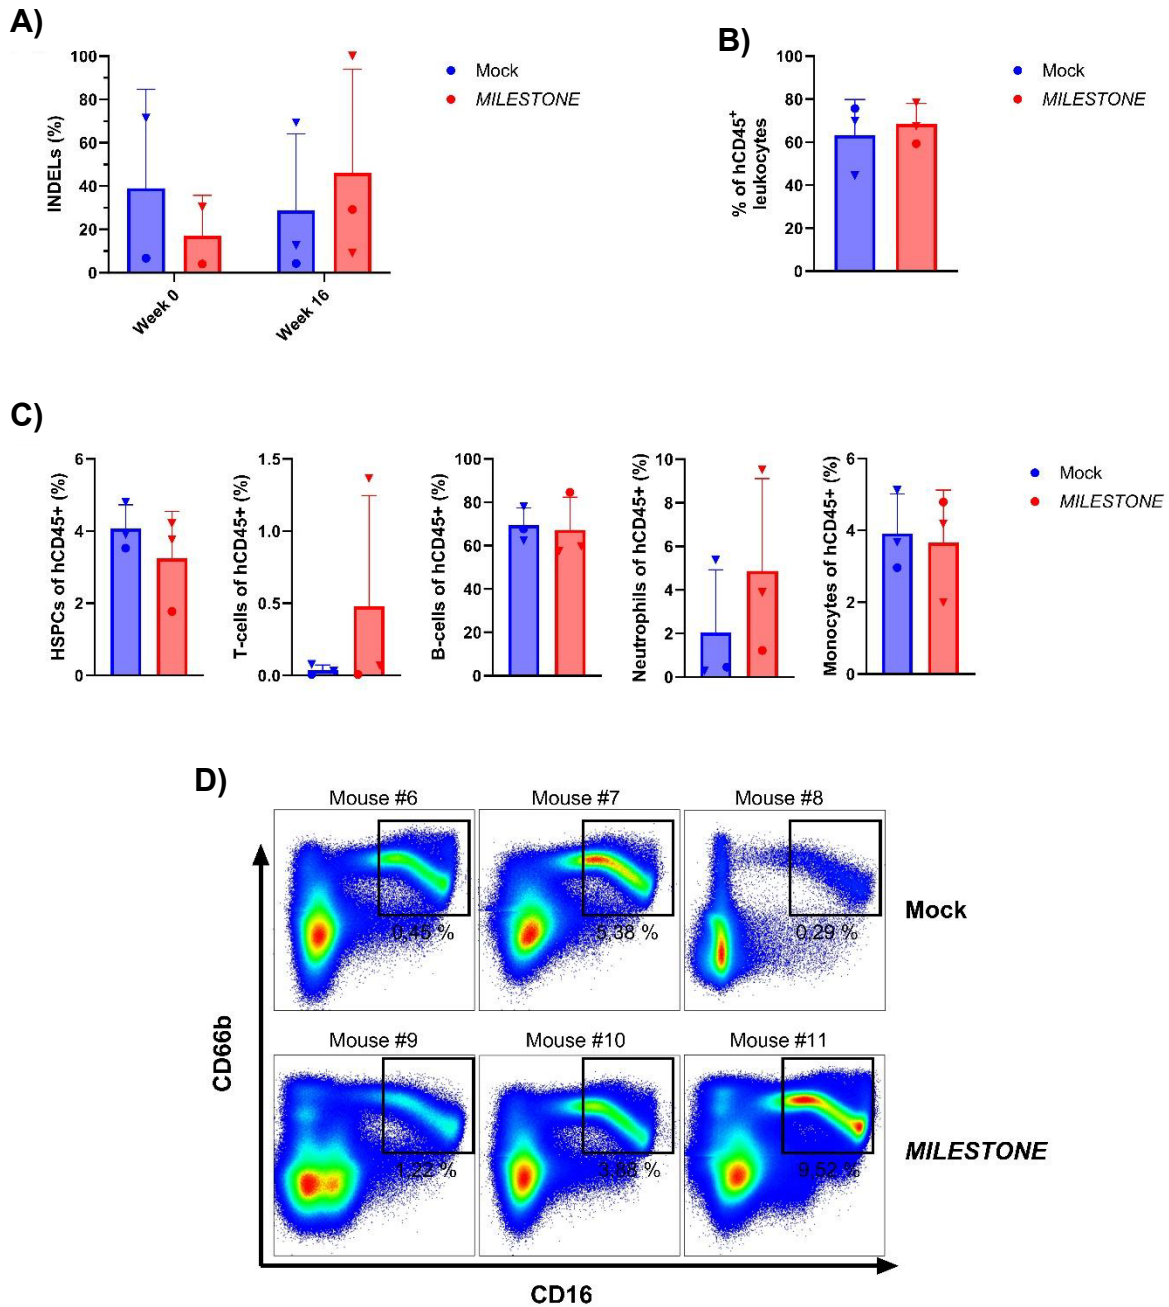 A)
INDELs (%)
100
80
60
40
20
0
Week 0
Week 16
Mock
MILESTONE
B)
% of hCD45+
leukocytes
100
80
60
40
20
0
Mock
MILESTONE
C)
HSPCs of hCD45+ (%)
6
4
2
0
T-cells of hCD45+ (%)
1.5
1.0
0.5
0.0
B-cells of hCD45+ (%)
100
80
60
40
20
0
Neutrophils of hCD45+ (%)
10
8
6
4
2
0
Monocytes of hCD45+ (%)
6
4
2
0
Mock
MILESTONE
D)
Mouse #6
Mouse #7
Mouse #8
0,45 %
5,38 %
0,29 %
Mock
Mouse #9
Mouse #10
Mouse #11
1,22 %
3,88 %
9,52 %
MILESTONE
CD66b
CD16